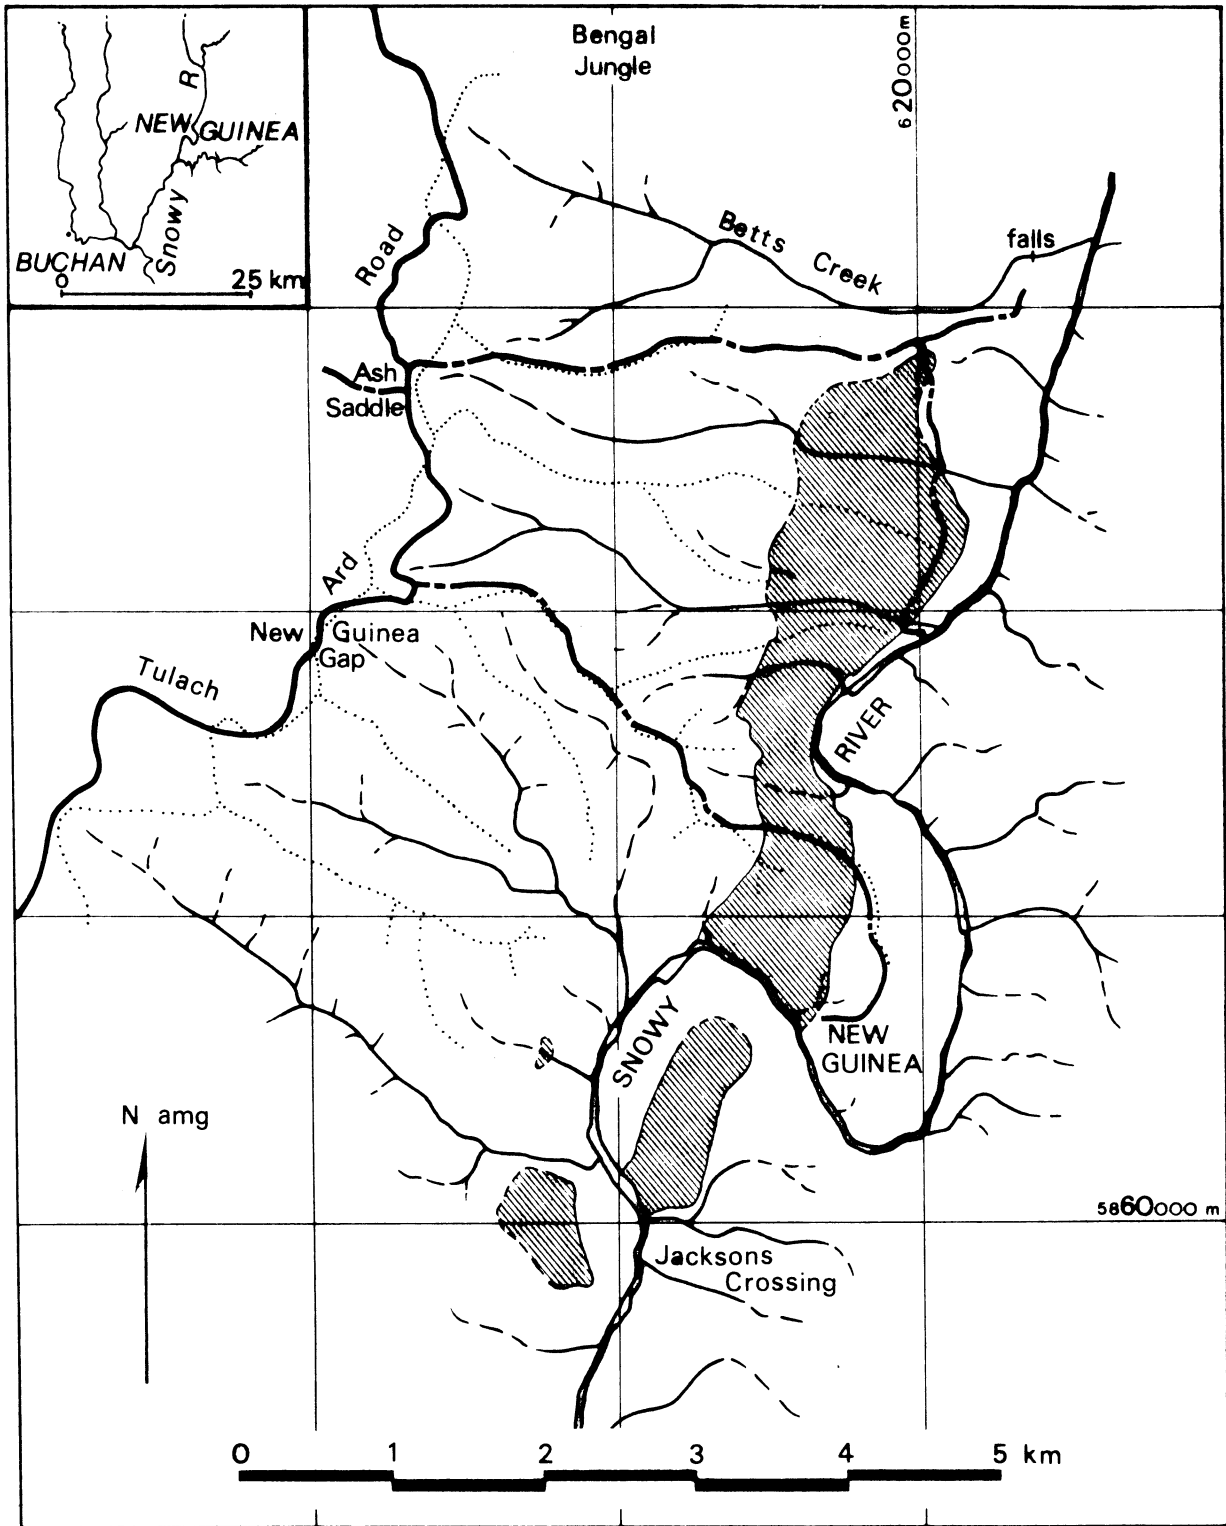 Bengal
Jungle
620000m
R
NEW GUINEA
Snowy
BUCHAN
0 25 km
Road
Betts Creek
falls
Ash
Saddle
Ard
New Guinea
Gap
Tulach
RIVER
SNOWY
NEW
GUINEA
N amg
5860000 m
Jacksons
Crossing
0 1 2 3 4 5 km